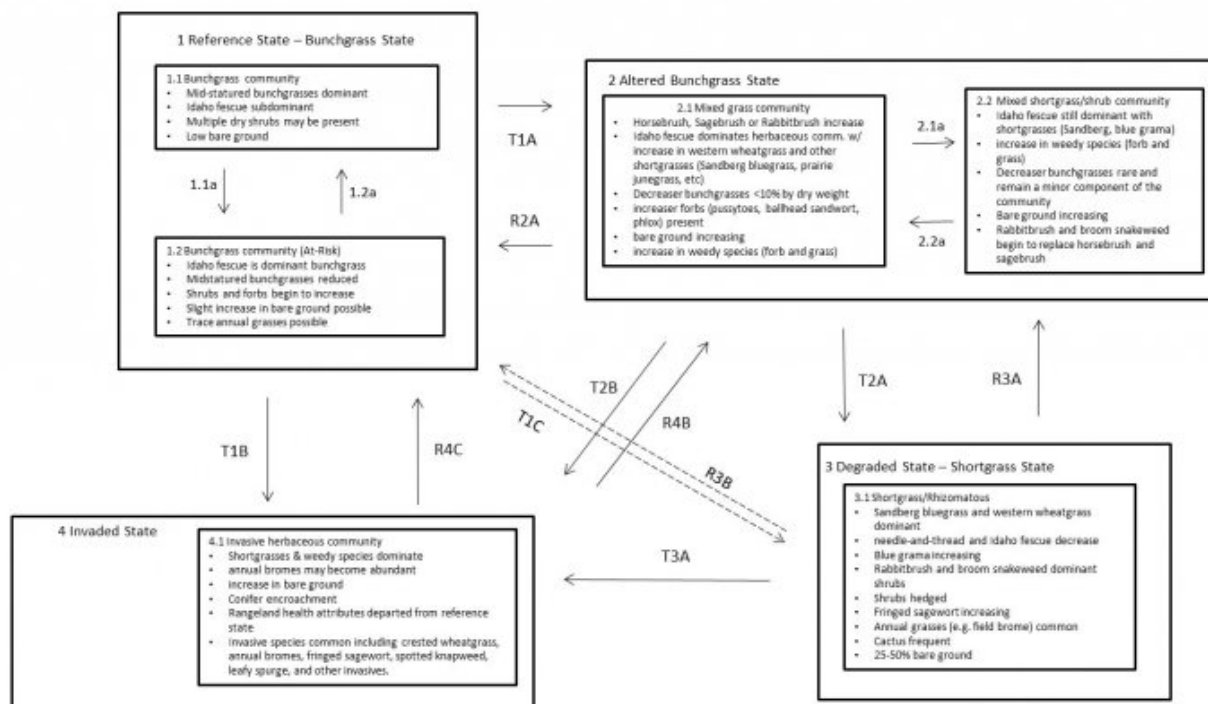 1 Reference State – Bunchgrass State
1.1 Bunchgrass community
• Mid-statured bunchgrasses dominant
• Idaho fescue subdominant
• Multiple dry shrubs may be present
• Low bare ground
1.1a
1.2a
1.2 Bunchgrass community (At-Risk)
• Idaho fescue is dominant bunchgrass
• Midstatured bunchgrasses reduced
• Shrubs and forbs begin to increase
• Slight increase in bare ground possible
• Trace annual grasses possible
T1A
R2A
2 Altered Bunchgrass State
2.1 Mixed grass community
• Horsebrush, Sagebrush or Rabbitbrush increase
• Idaho fescue dominates herbaceous comm. w/
increase in western wheatgrass and other
shortgrasses (Sandberg bluegrass, prairie
junegrass, etc)
• Decreaser bunchgrasses <10% by dry weight
• increaser forbs (pussytoes, ballhead sandwort,
phlox) present
• bare ground increasing
• increase in weedy species (forb and grass)
2.1a
2.2a
2.2 Mixed shortgrass/shrub community
• Idaho fescue still dominant with
shortgrasses (Sandberg, blue grama)
• increase in weedy species (forb and
grass)
• Decreaser bunchgrasses rare and
remain a minor component of the
community
• Bare ground increasing
• Rabbitbrush and broom snakeweed
begin to replace horsebrush and
sagebrush
T1B
R4C
T1C
T2B
R4B
R3B
T2A
R3A
T3A
4 Invaded State
4.1 Invasive herbaceous community
• Shortgrasses & weedy species dominate
• annual bromes may become abundant
• increase in bare ground
• Conifer encroachment
• Rangeland health attributes departed from reference
state
• Invasive species common including crested wheatgrass,
annual bromes, fringed sagewort, spotted knapweed,
leafy spurge, and other invasives.
3 Degraded State – Shortgrass State
3.1 Shortgrass/Rhizomatous
• Sandberg bluegrass and western wheatgrass
dominant
• needle-and-thread and Idaho fescue decrease
• Blue grama increasing
• Rabbitbrush and broom snakeweed dominant
shrubs
• Shrubs hedged
• Fringed sagewort increasing
• Annual grasses (e.g. field brome) common
• Cactus frequent
• 25-50% bare ground